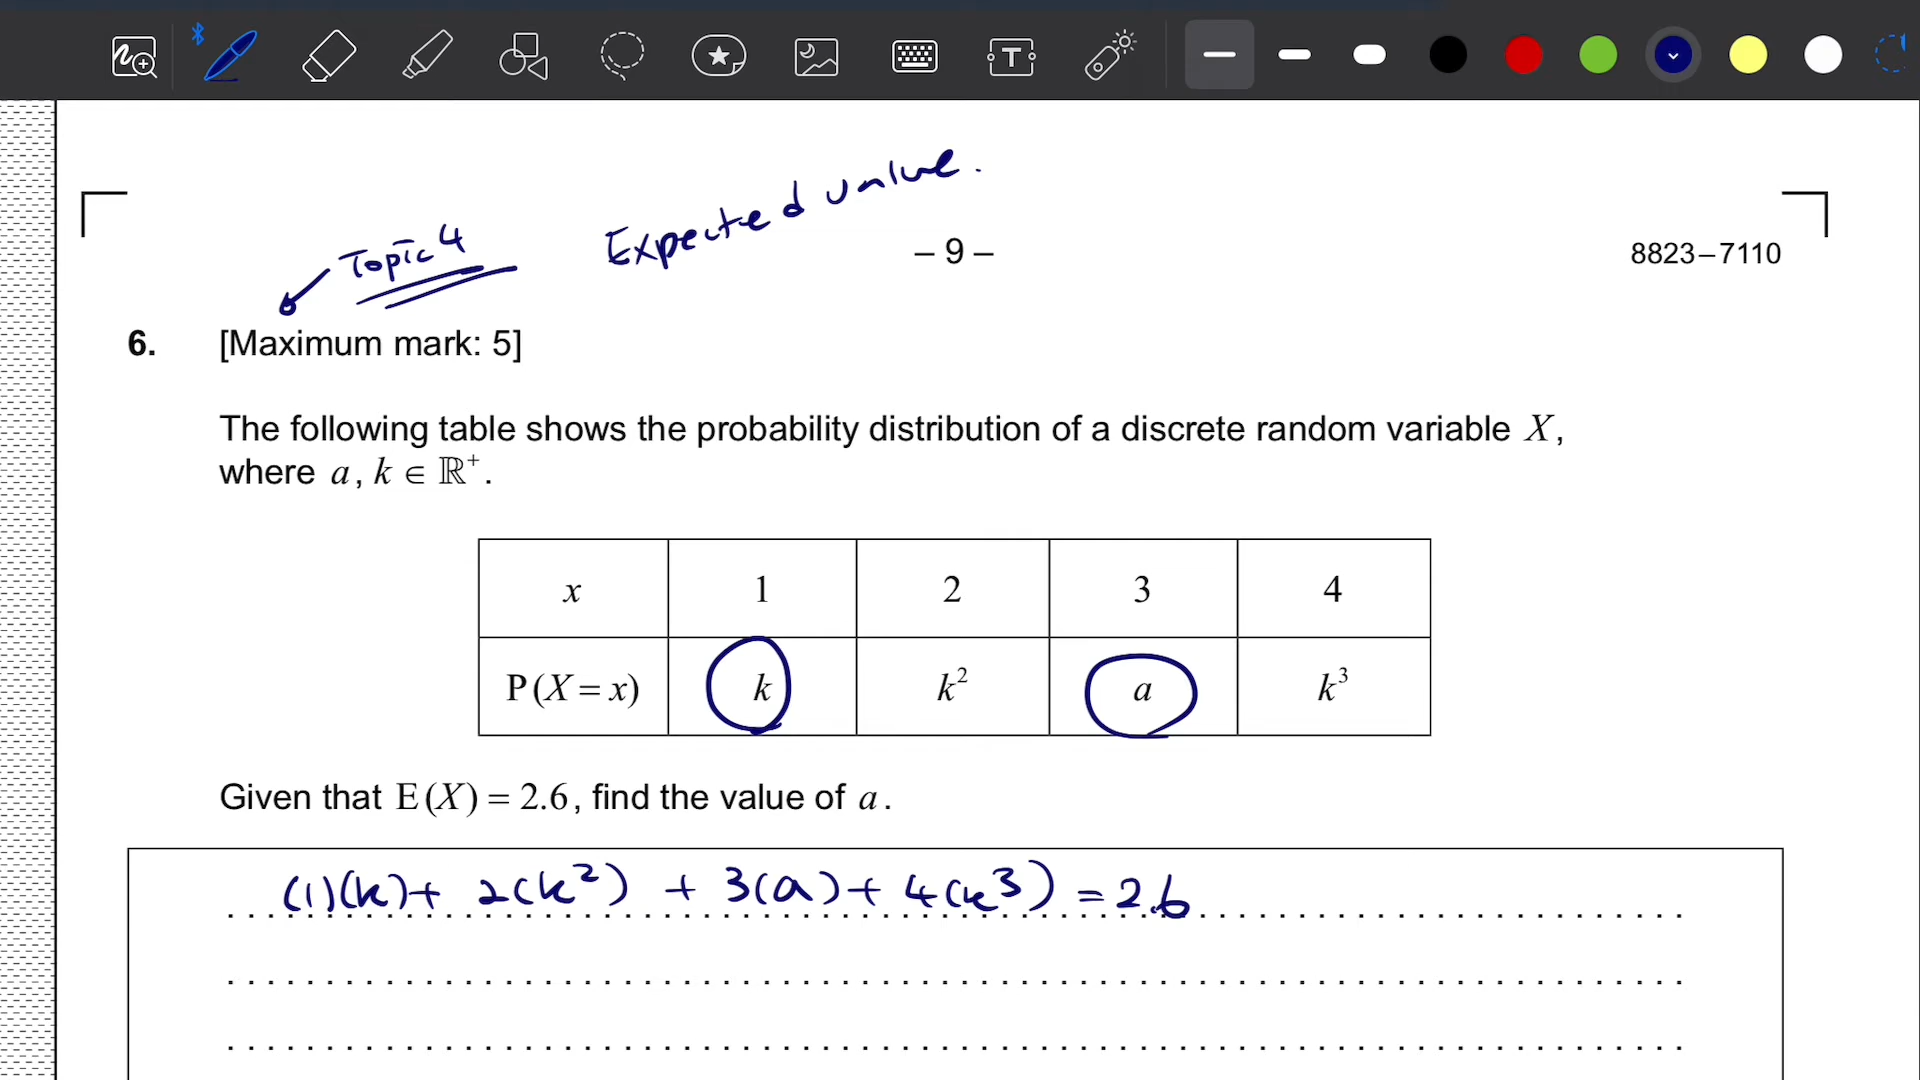 Expected value.
Topic 4
– 9 –
8823–7110
6. [Maximum mark: 5]
The following table shows the probability distribution of a discrete random variable X,
where a, k ∈ ℝ⁺.
x 1 2 3 4
P(X = x) k k² a k³
Given that E(X) = 2.6, find the value of a.
(1)(k) + 2(k²) + 3(a) + 4(k³) = 2.6